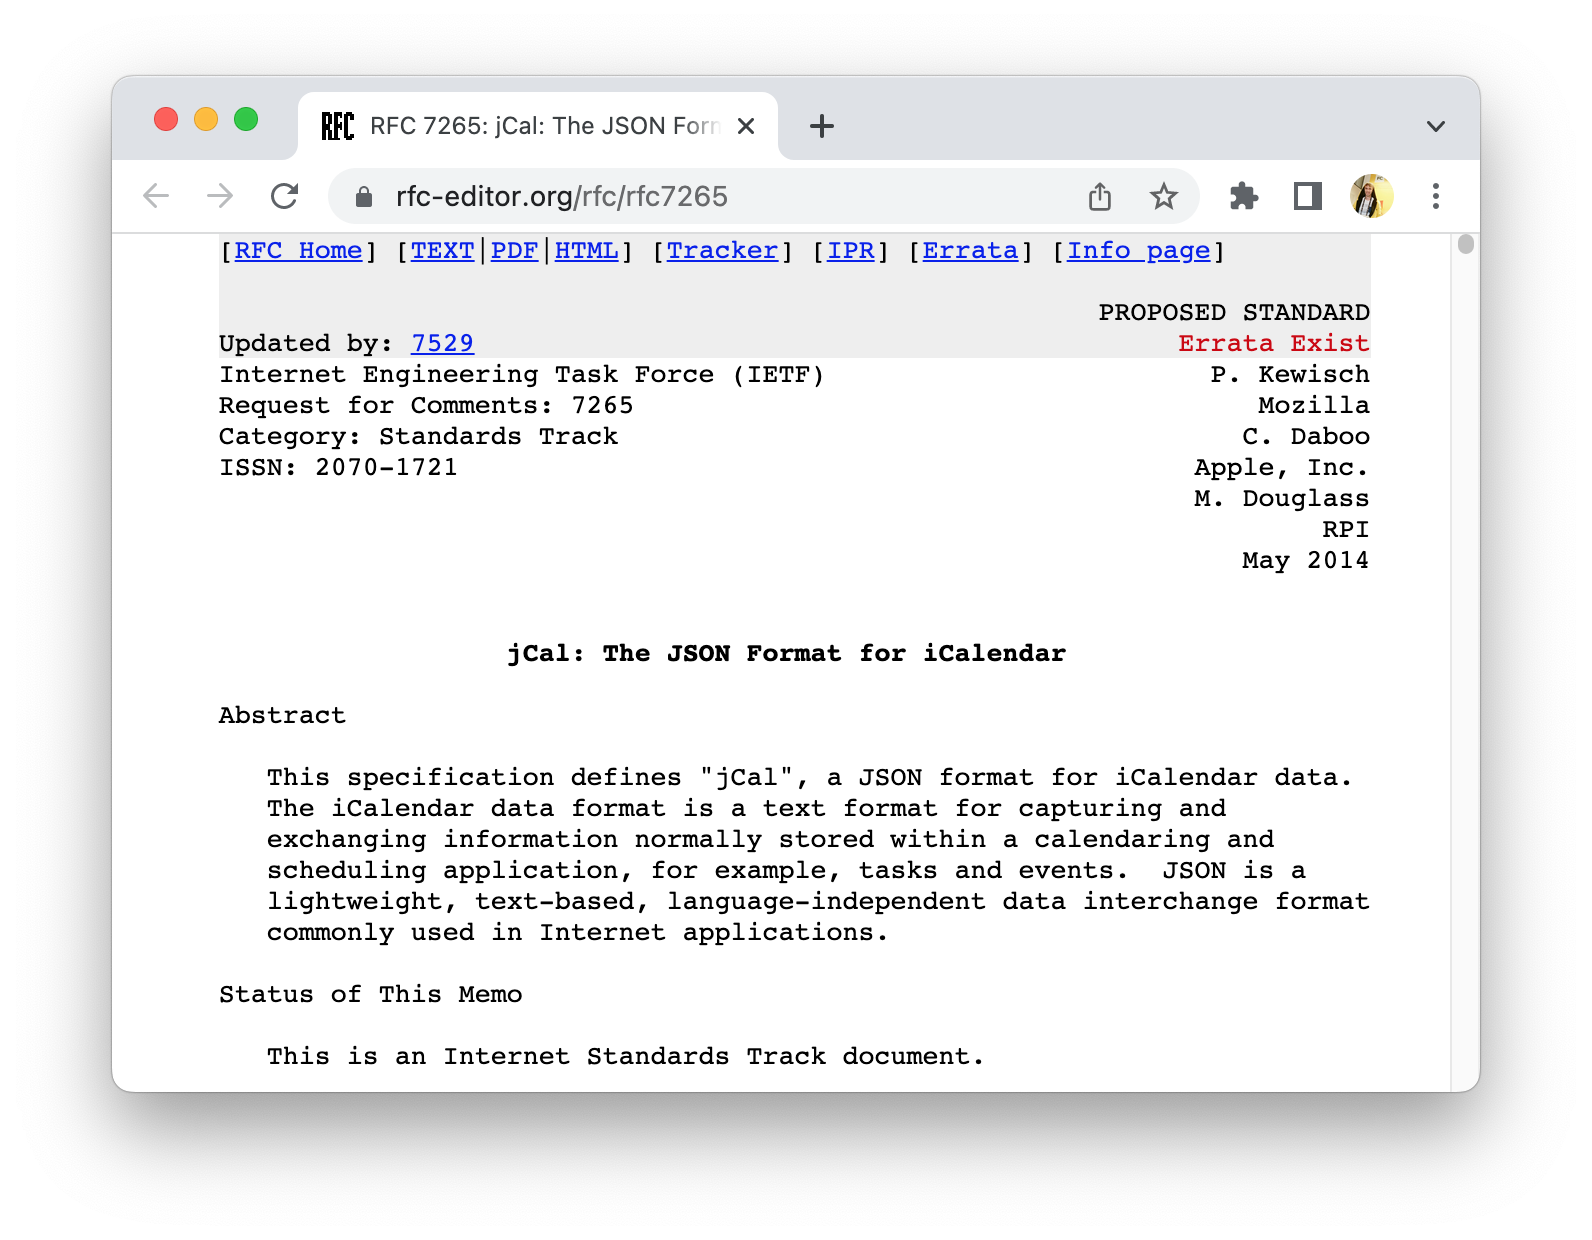 RFC RFC 7265: jCal: The JSON Forn
rfc-editor.org/rfc/rfc7265
[RFC Home] [TEXT|PDF|HTML] [Tracker] [IPR] [Errata] [Info page]
PROPOSED STANDARD
Updated by: 7529 Errata Exist
Internet Engineering Task Force (IETF) P. Kewisch
Request for Comments: 7265 Mozilla
Category: Standards Track C. Daboo
ISSN: 2070-1721 Apple, Inc.
M. Douglass
RPI
May 2014
jCal: The JSON Format for iCalendar
Abstract
This specification defines "jCal", a JSON format for iCalendar data.
The iCalendar data format is a text format for capturing and
exchanging information normally stored within a calendaring and
scheduling application, for example, tasks and events.  JSON is a
lightweight, text-based, language-independent data interchange format
commonly used in Internet applications.
Status of This Memo
This is an Internet Standards Track document.